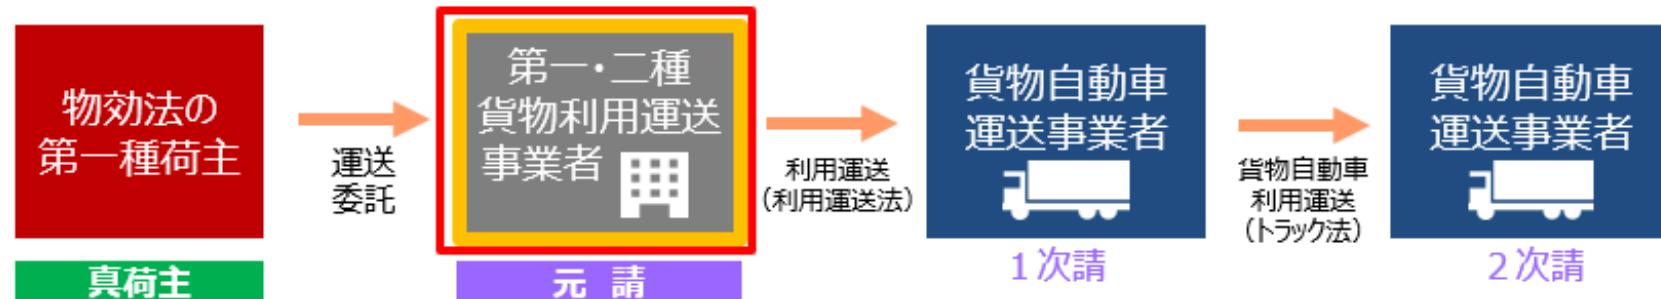 物効法の
第一種荷主
真荷主
運送
委託
第一・二種
貨物利用運送
事業者
元 請
利用運送
(利用運送法)
貨物自動車
運送事業者
1次請
貨物自動車
利用運送
(トラック法)
貨物自動車
運送事業者
2次請